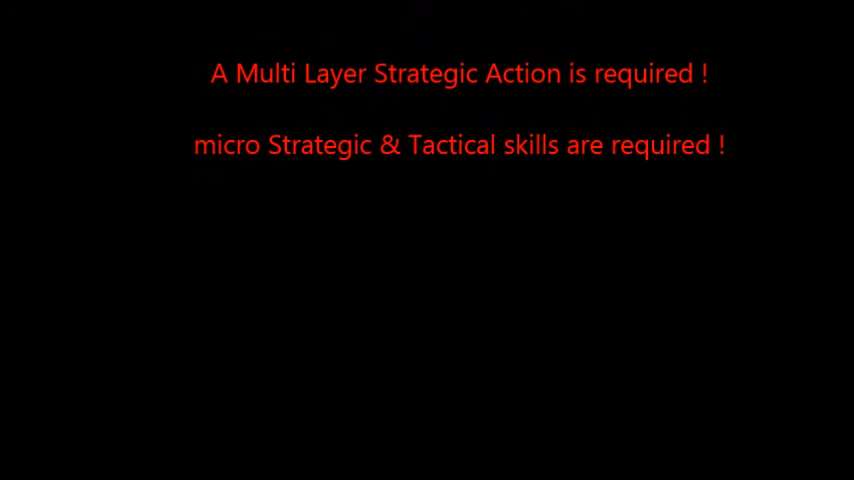 A Multi Layer Strategic Action is required !
micro Strategic & Tactical skills are required !